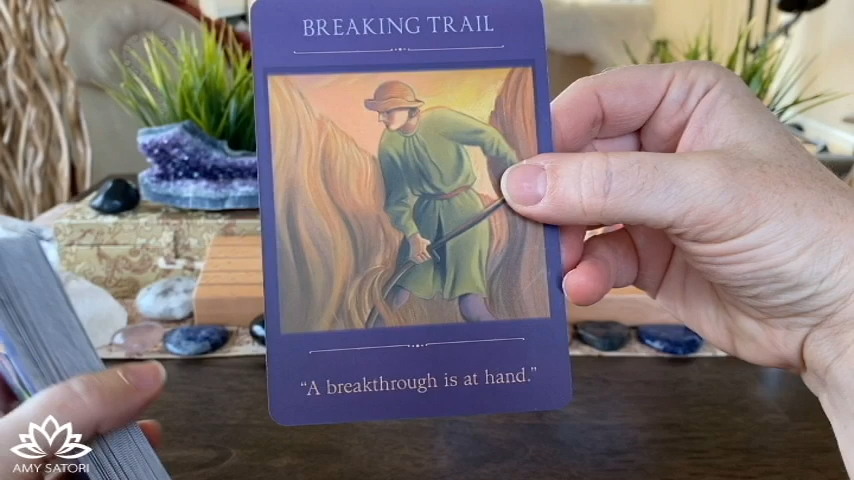 BREAKING TRAIL
“A breakthrough is at hand.”
AMY SATORI